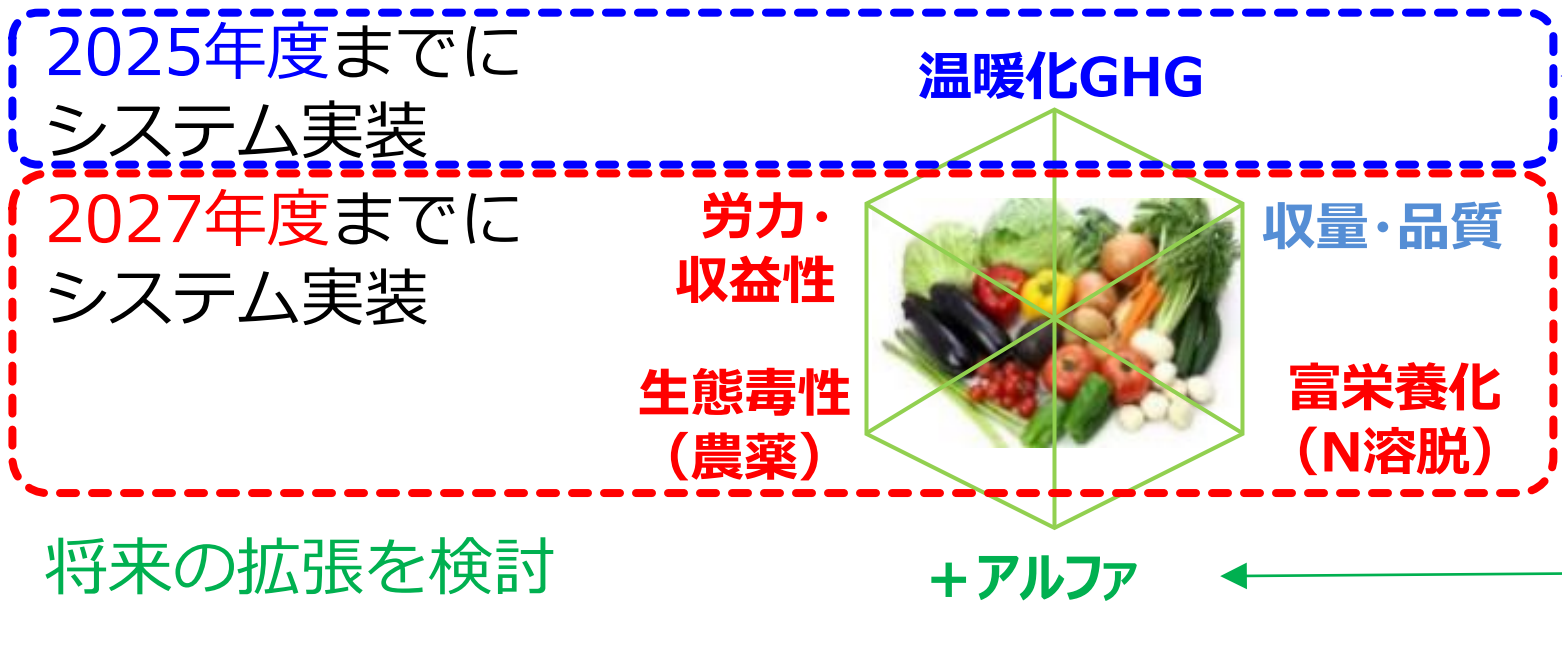 2025年度までに
システム実装
温暖化GHG
2027年度までに
システム実装
労力・
収益性
収量・品質
生態毒性
（農薬）
富栄養化
（N溶脱）
将来の拡張を検討
＋アルファ